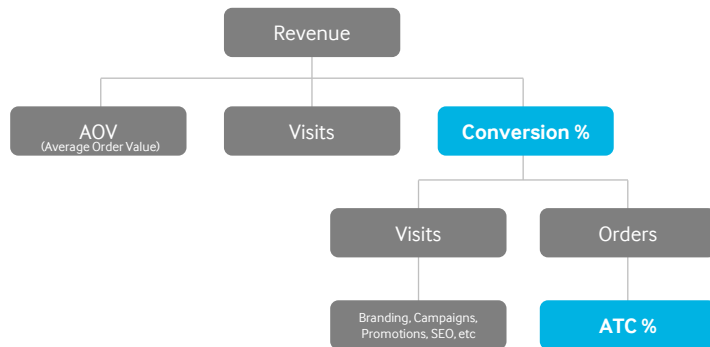 Revenue
AOV
(Average Order Value)
Visits
Conversion %
Visits
Orders
Branding, Campaigns,
Promotions, SEO, etc
ATC %